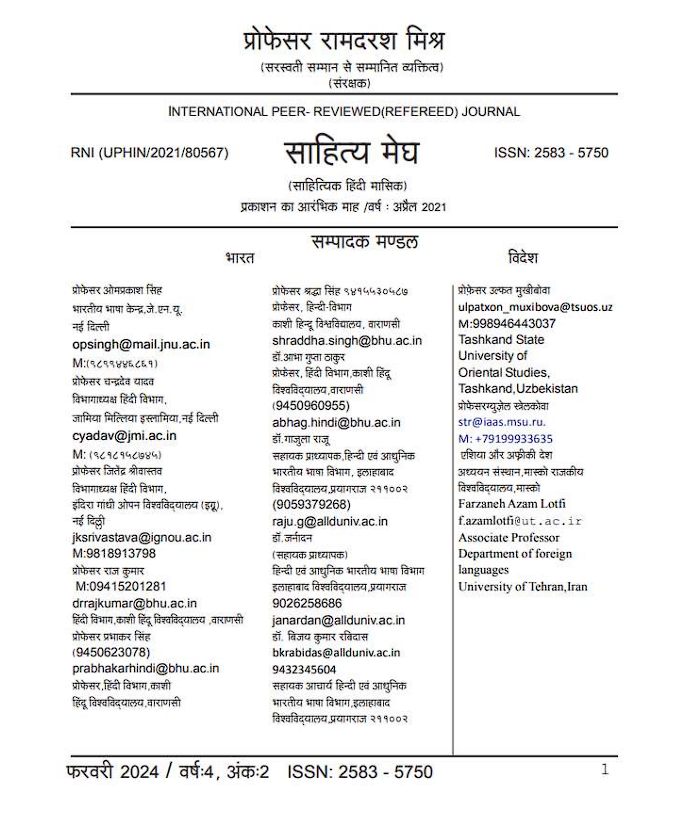 प्रोफेसर रामदरश मिश्र
(सरस्वती सम्मान से सम्मानित व्यक्तित्व)
(संरक्षक)
INTERNATIONAL PEER- REVIEWED(REFEREED) JOURNAL
RNI (UPHIN/2021/80567)
साहित्य मेघ
ISSN: 2583 - 5750
(साहित्यिक हिंदी मासिक)
प्रकाशन का आरंभिक माह /वर्ष : अप्रैल 2021
सम्पादक मण्डल
भारत
विदेश
प्रोफेसर ओमप्रकाश सिंह
भारतीय भाषा केन्द्र,जे.एन.यू.
नई दिल्ली
opsingh@mail.jnu.ac.in
M:(९८९९४४६८६१)
प्रोफेसर चन्द्रदेव यादव
विभागाध्यक्ष हिंदी विभाग,
जामिया मिल्लिया इस्लामिया,नई दिल्ली
cyadav@jmi.ac.in
M: (९८१८१५८७४५)
प्रोफेसर जितेंद्र श्रीवास्तव
विभागाध्यक्ष हिंदी विभाग,
इंदिरा गांधी ओपन विश्वविद्यालय (इग्नू),
नई दिल्ली
jksrivastava@ignou.ac.in
M:9818913798
प्रोफेसर राज कुमार
M:09415201281
drrajkumar@bhu.ac.in
हिंदी विभाग,काशी हिंदू विश्वविद्यालय ,वाराणसी
प्रोफेसर प्रभाकर सिंह
(9450623078)
prabhakarhindi@bhu.ac.in
प्रोफेसर,हिंदी विभाग,काशी
हिंदू विश्वविद्यालय,वाराणसी
प्रोफेसर श्रद्धा सिंह ९४१५५३०५८७
प्रोफेसर, हिन्दी-विभाग
काशी हिन्दू विश्वविद्यालय, वाराणसी
shraddha.singh@bhu.ac.in
डॉ.आभा गुप्ता ठाकुर
प्रोफेसर, हिंदी विभाग,काशी हिंदू
विश्वविद्यालय,वाराणसी
(9450960955)
abhag.hindi@bhu.ac.in
डॉ.गाजुला राजू
सहायक प्राध्यापक,हिन्दी एवं आधुनिक
भारतीय भाषा विभाग, इलाहाबाद
विश्वविद्यालय,प्रयागराज २११००२
(9059379268)
raju.g@allduniv.ac.in
डॉ.जर्नादन
(सहायक प्राध्यापक)
हिन्दी एवं आधुनिक भारतीय भाषा विभाग
इलाहाबाद विश्वविद्यालय,प्रयागराज
9026258686
janardan@allduniv.ac.in
डॉ. बिजय कुमार रबिदास
bkrabidas@allduniv.ac.in
9432345604
सहायक आचार्य हिन्दी एवं आधुनिक
भारतीय भाषा विभाग,इलाहाबाद
विश्वविद्यालय,प्रयागराज २११००२
प्रोफ़ेसर उल्फत मुखीबोवा
ulpatxon_muxibova@tsuos.uz
M:998946443037
Tashkand State
University of
Oriental Studies,
Tashkand,Uzbekistan
प्रोफेसरग्युज़ेल स्त्रेलकोवा
str@iaas.msu.ru.
M: +79199933635
एशिया और अफ्रीकी देश
अध्ययन संस्थान,मास्को राजकीय
विश्वविद्यालय,मास्को
Farzaneh Azam Lotfi
f.azamlotfi@ut.ac.ir
Associate Professor
Department of foreign
languages
University of Tehran,Iran
फरवरी 2024 / वर्ष:4, अंक:2 ISSN: 2583 - 5750
1